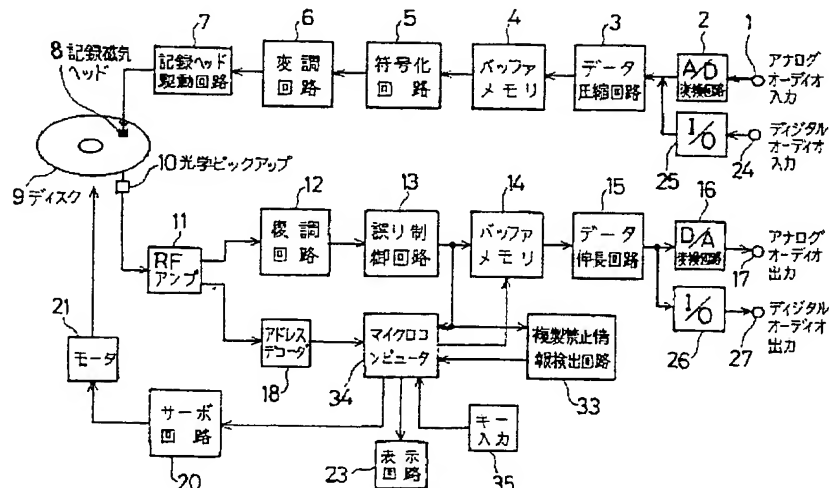 8 記録磁気
ヘッド
7
記録ヘッド
駆動回路
6
変調
回路
5
符号化
回路
4
バッファ
メモリ
3
データ
圧縮回路
2
A/D
変換回路
1
アナログ
オーディオ
入力
I/O
25
24
ディジタル
オーディオ
入力
9 ディスク
10 光学ピックアップ
11
RF
アンプ
12
復調
回路
13
誤り制
御回路
14
バッファ
メモリ
15
データ
伸長回路
16
D/A
変換回路
17
アナログ
オーディオ
出力
I/O
26
27
ディジタル
オーディオ
出力
21
モータ
アドレス
デコーダ
18
マイクロコ
ンピュータ
34
複製禁止情
報検出回路
33
サーボ
回路
20
表示
回路
23
キー
入力
35